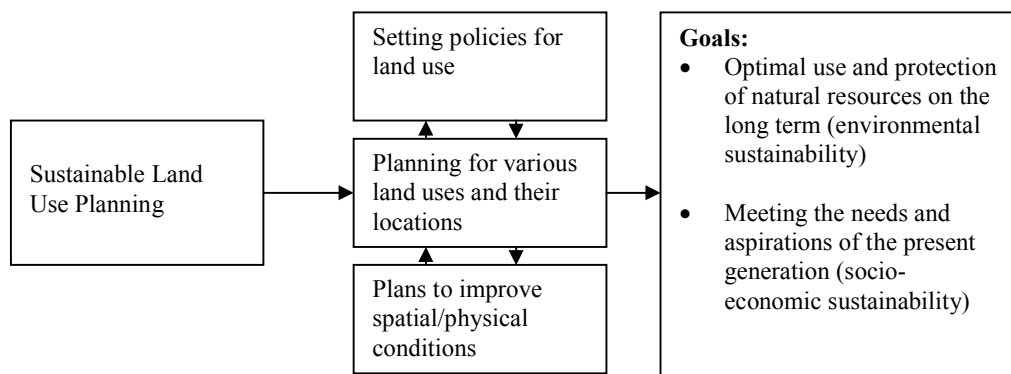 Sustainable Land
Use Planning
Setting policies for
land use
Planning for various
land uses and their
locations
Plans to improve
spatial/physical
conditions
Goals:
• Optimal use and protection
of natural resources on the
long term (environmental
sustainability)
• Meeting the needs and
aspirations of the present
generation (socio-
economic sustainability)